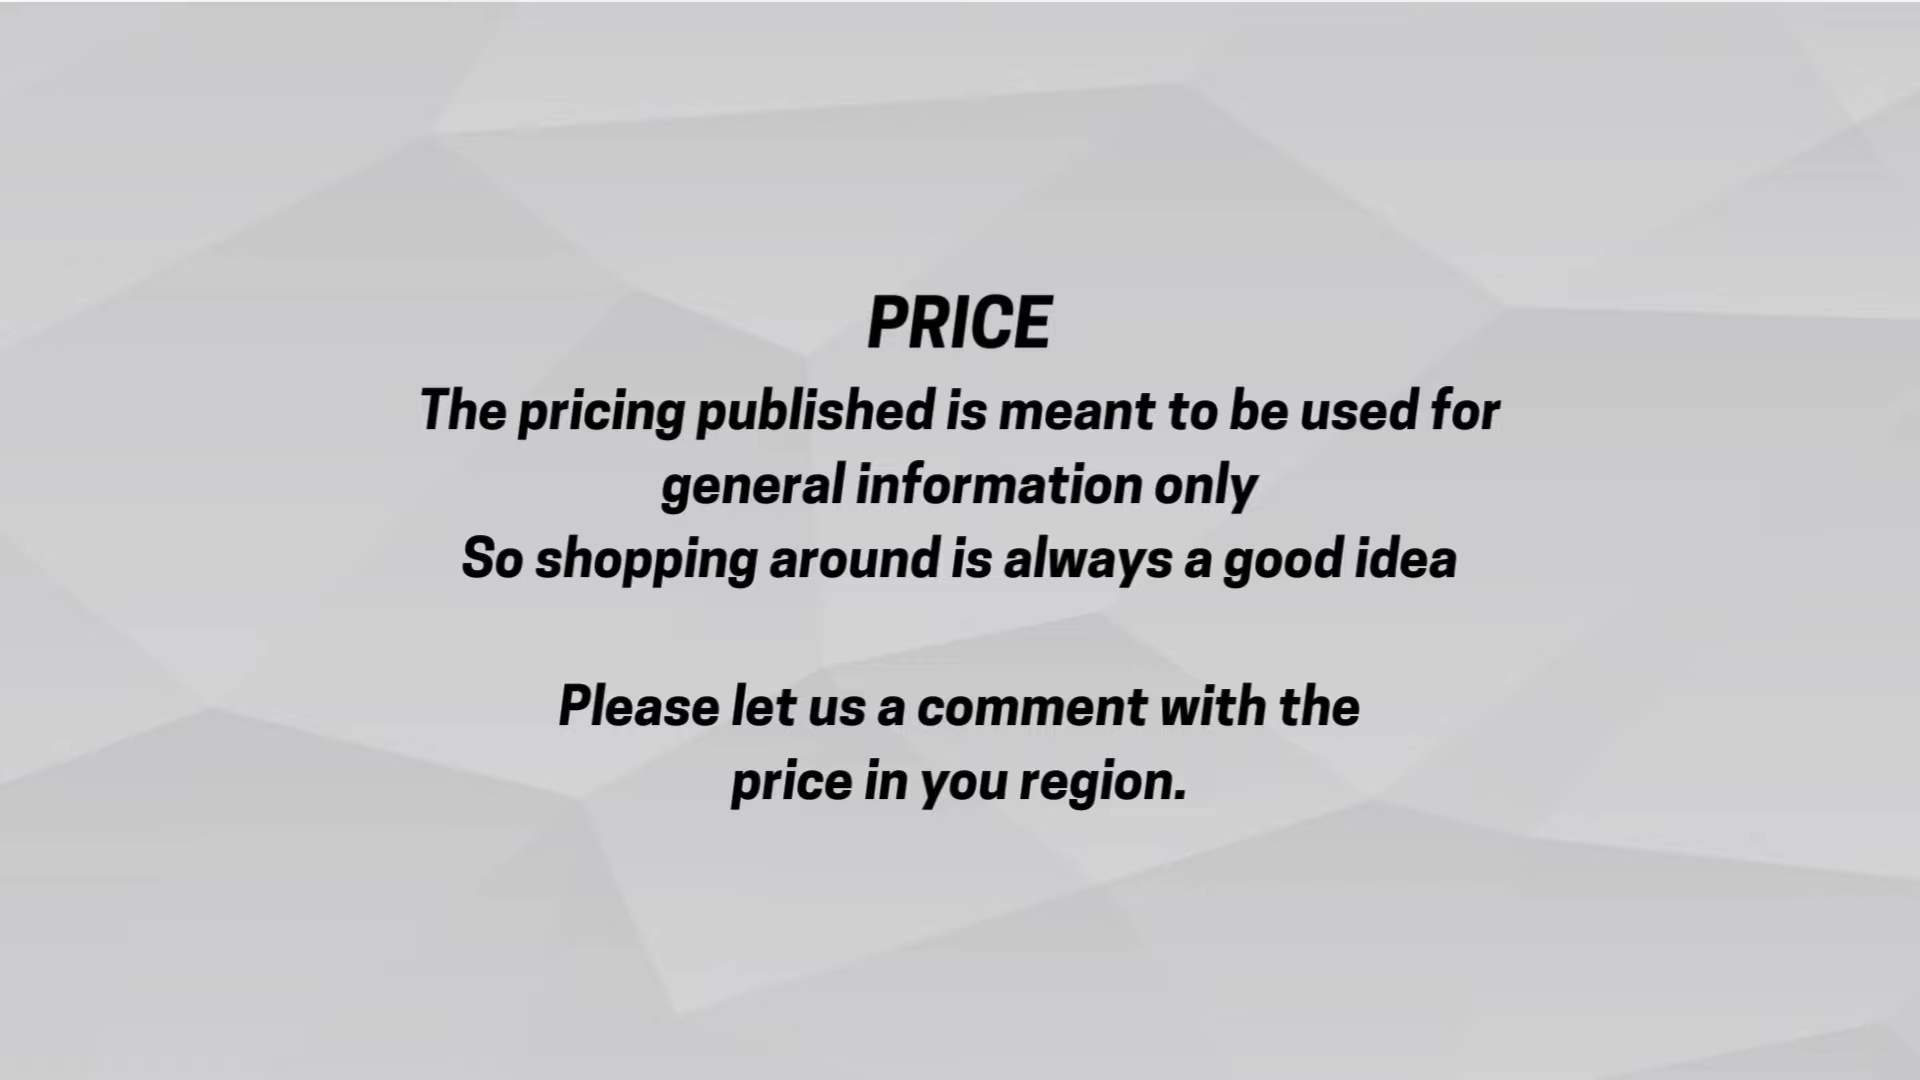 PRICE
The pricing published is meant to be used for
general information only
So shopping around is always a good idea
Please let us a comment with the
price in you region.